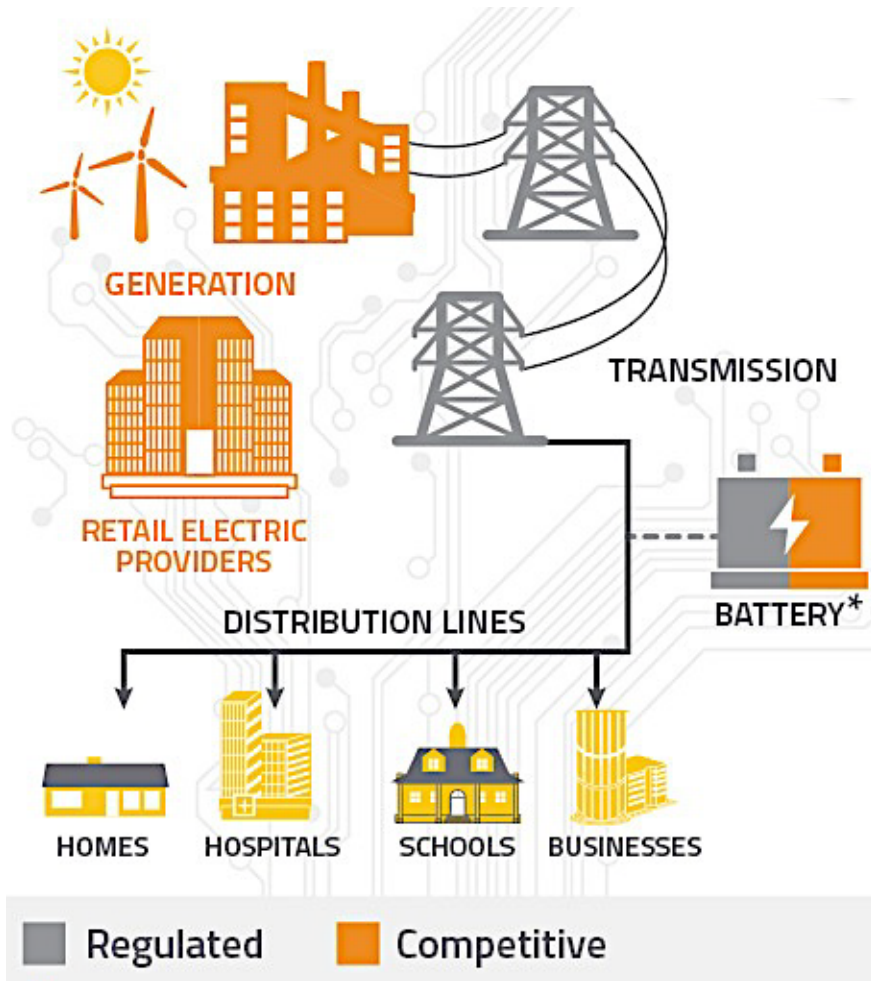 GENERATION
TRANSMISSION
RETAIL ELECTRIC
PROVIDERS
BATTERY*
DISTRIBUTION LINES
HOMES
HOSPITALS
SCHOOLS
BUSINESSES
Regulated
Competitive